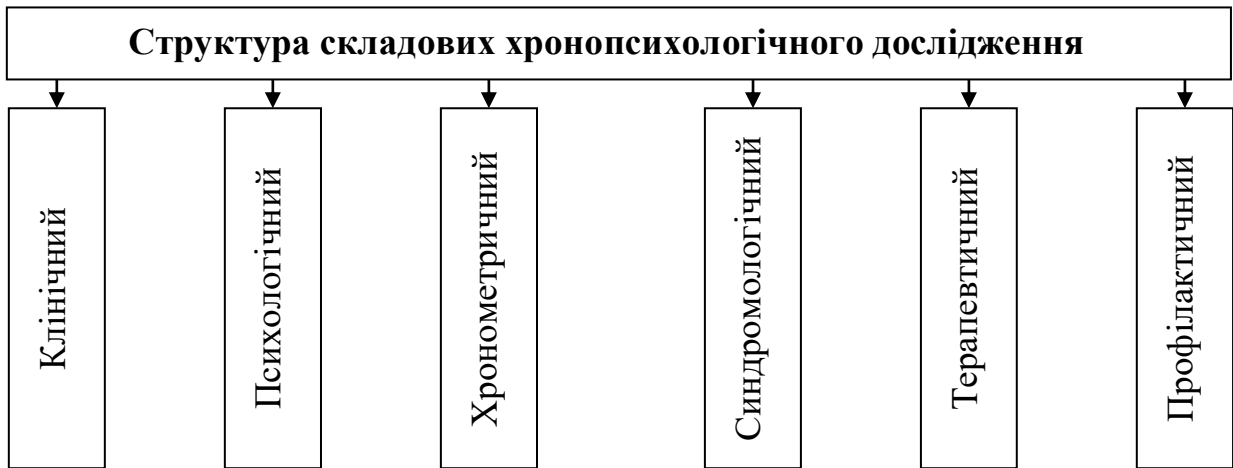 Структура складових хронопсихологічного дослідження
Клінічний
Психологічний
Хронометричний
Синдромологічний
Терапевтичний
Профілактичний